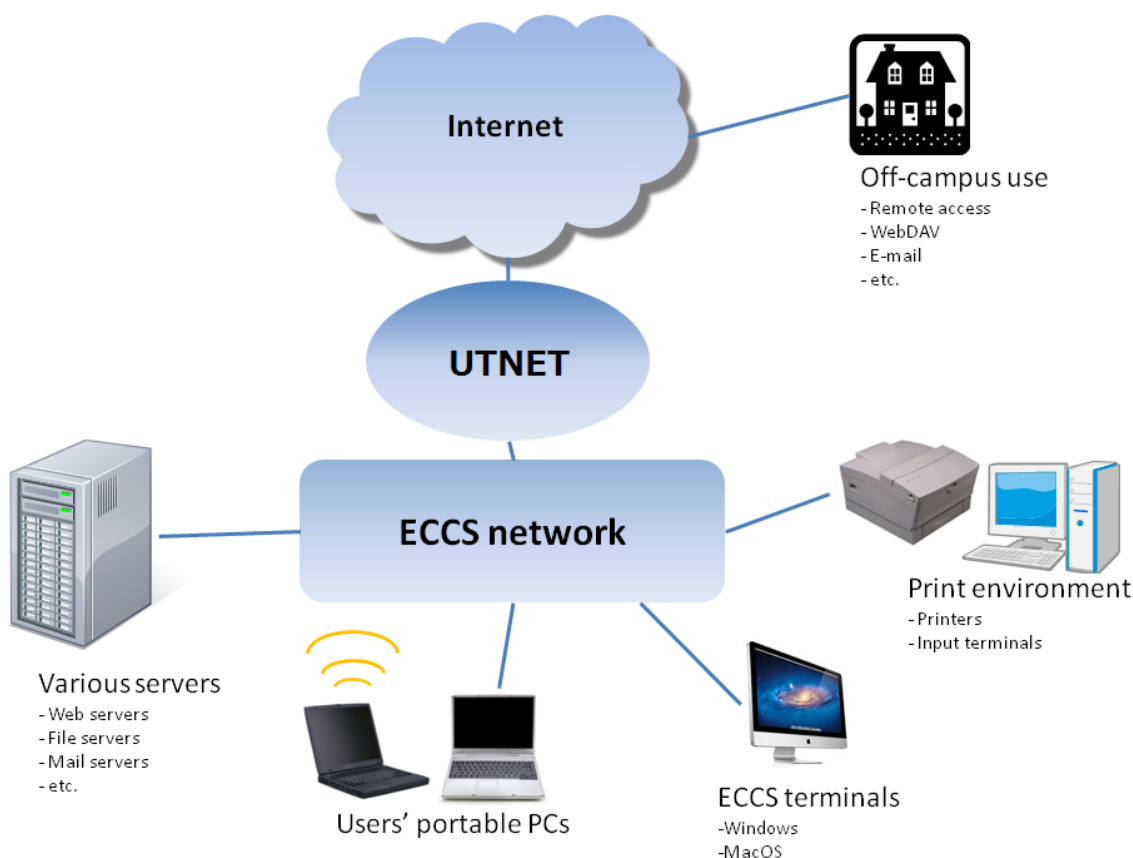 Internet
Off-campus use
- Remote access
- WebDAV
- E-mail
- etc.
UTNET
ECCS network
Print environment
- Printers
- Input terminals
Various servers
- Web servers
- File servers
- Mail servers
- etc.
Users' portable PCs
ECCS terminals
-Windows
-MacOS